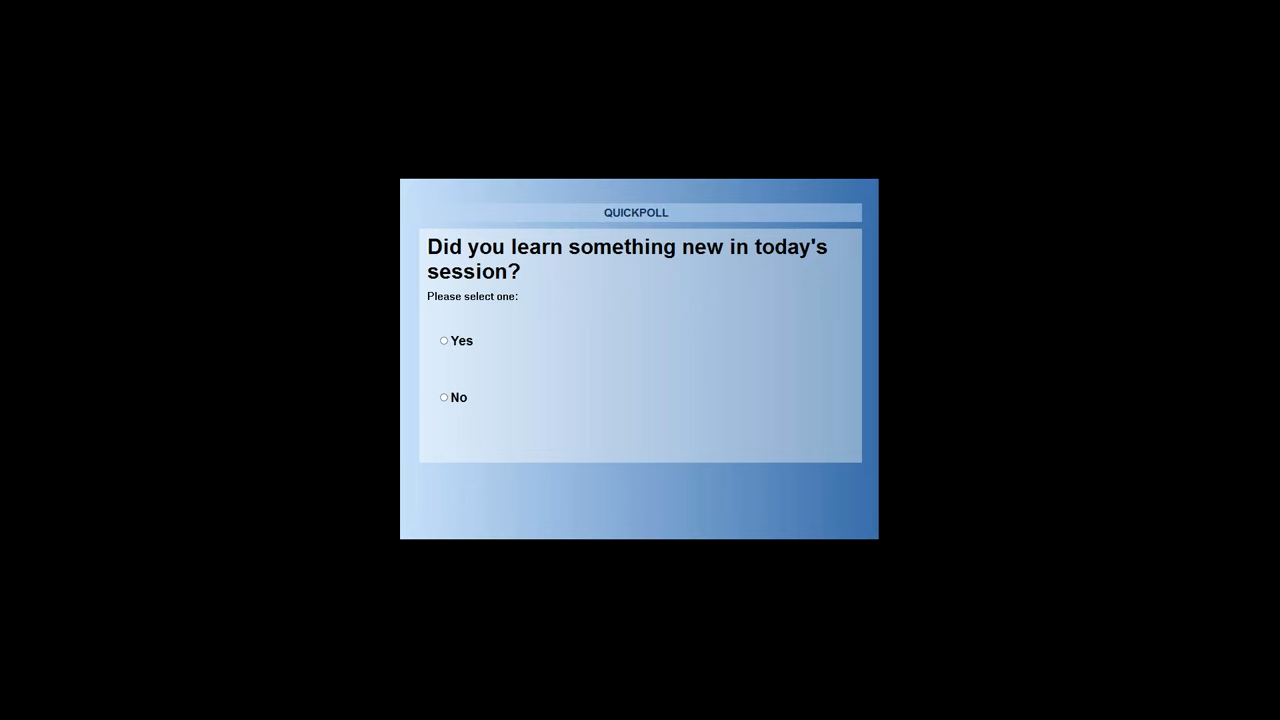 QUICKPOLL
Did you learn something new in today's
session?
Please select one:
Yes
No